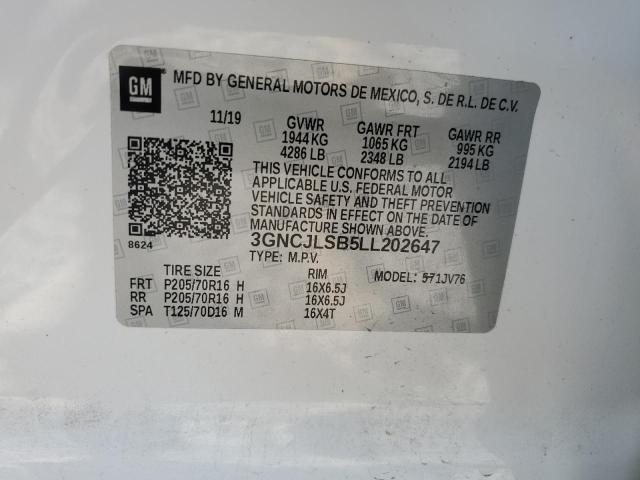 GM MFD BY GENERAL MOTORS DE MEXICO, S. DE R.L. DE C.V.
11/19 GVWR GAWR FRT GAWR RR
1944 KG 1065 KG 995 KG
4286 LB 2348 LB 2194 LB
THIS VEHICLE CONFORMS TO ALL
APPLICABLE U.S. FEDERAL MOTOR
VEHICLE SAFETY AND THEFT PREVENTION
STANDARDS IN EFFECT ON THE DATE OF
MANUFACTURE SHOWN ABOVE.
8624 3GNCJLSB5LL202647
TYPE: M.P.V. MODEL: 571JV76
TIRE SIZE RIM
FRT P205/70R16 H 16X6.5J
RR P205/70R16 H 16X6.5J
SPA T125/70D16 M 16X4T